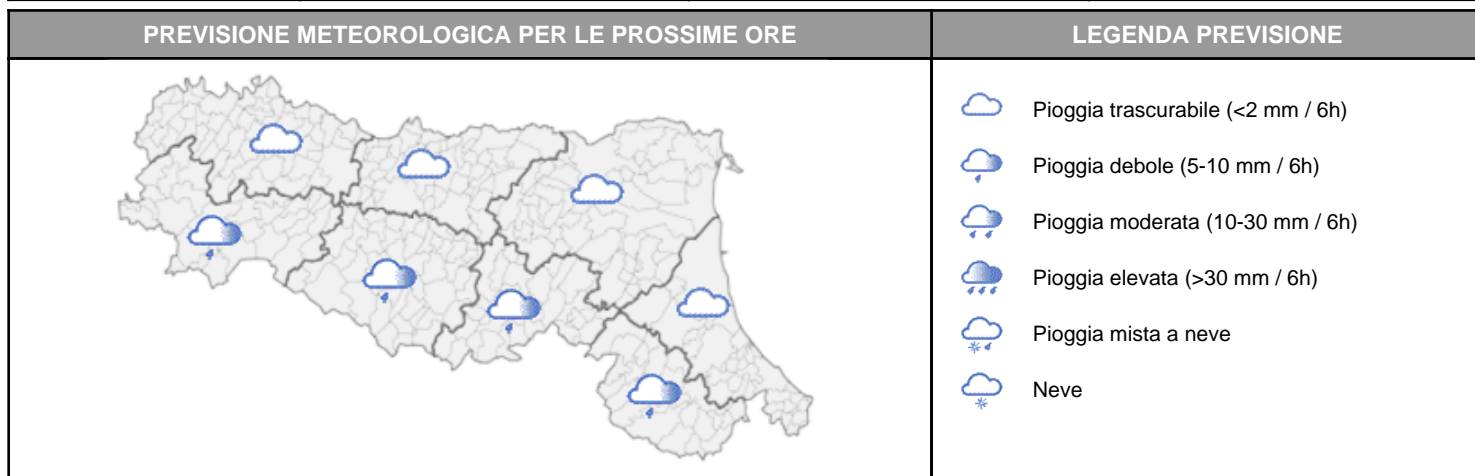 PREVISIONE METEOROLOGICA PER LE PROSSIME ORE
LEGENDA PREVISIONE
Pioggia trascurabile (<2 mm / 6h)
Pioggia debole (5-10 mm / 6h)
Pioggia moderata (10-30 mm / 6h)
Pioggia elevata (>30 mm / 6h)
Pioggia mista a neve
Neve